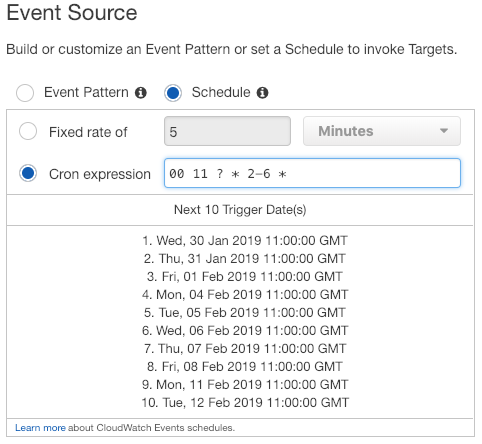 Event Source
Build or customize an Event Pattern or set a Schedule to invoke Targets.
Event Pattern Schedule
Fixed rate of 5 Minutes
Cron expression 00 11 ? * 2-6 *
Next 10 Trigger Date(s)
1. Wed, 30 Jan 2019 11:00:00 GMT
2. Thu, 31 Jan 2019 11:00:00 GMT
3. Fri, 01 Feb 2019 11:00:00 GMT
4. Mon, 04 Feb 2019 11:00:00 GMT
5. Tue, 05 Feb 2019 11:00:00 GMT
6. Wed, 06 Feb 2019 11:00:00 GMT
7. Thu, 07 Feb 2019 11:00:00 GMT
8. Fri, 08 Feb 2019 11:00:00 GMT
9. Mon, 11 Feb 2019 11:00:00 GMT
10. Tue, 12 Feb 2019 11:00:00 GMT
Learn more about CloudWatch Events schedules.